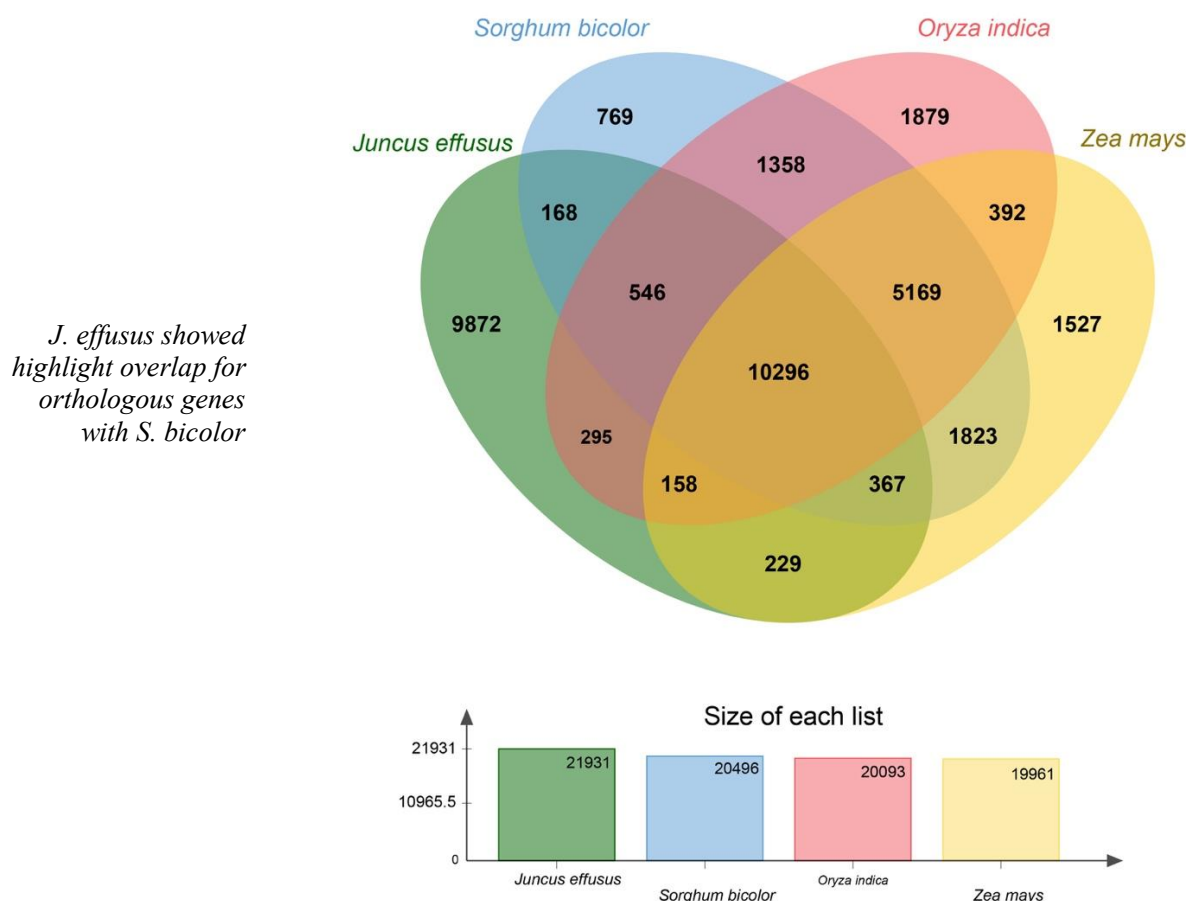 Sorghum bicolor
Oryza indica
Juncus effusus
Zea mays
769
1879
1358
168
392
546
5169
9872
1527
10296
295
1823
158
367
229
J. effusus showed
highlight overlap for
orthologous genes
with S. bicolor
Size of each list
21931
10965.5
0
21931
20496
20093
19961
Juncus effusus
Sorghum bicolor
Oryza indica
Zea mays